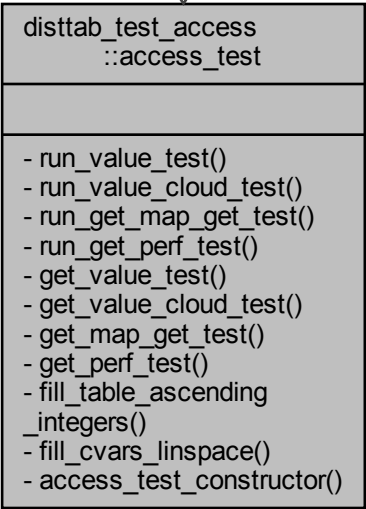 disttab_test_access
::access_test
- run_value_test()
- run_value_cloud_test()
- run_get_map_get_test()
- run_get_perf_test()
- get_value_test()
- get_value_cloud_test()
- get_map_get_test()
- get_perf_test()
- fill_table_ascending
_integers()
- fill_cvars_linspace()
- access_test_constructor()